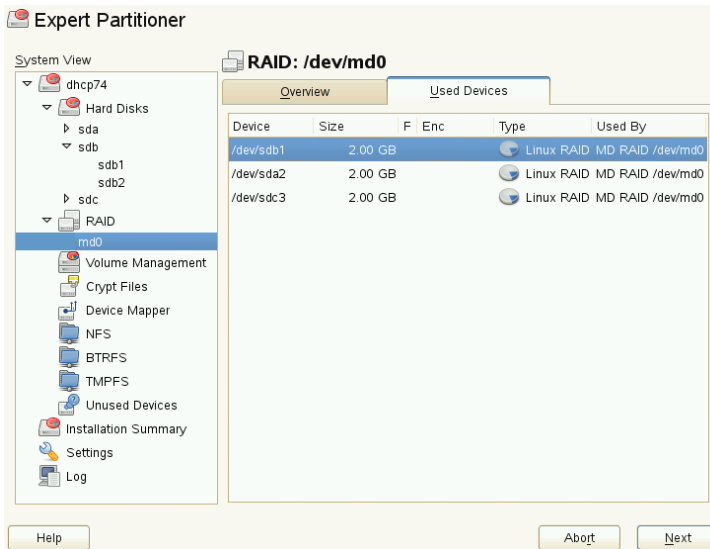 Expert Partitioner
System View
dhcp74
Hard Disks
sda
sdb
sdb1
sdb2
sdc
RAID
md0
Volume Management
Crypt Files
Device Mapper
NFS
BTRFS
TMPFS
Unused Devices
Installation Summary
Settings
Log
RAID: /dev/md0
Overview Used Devices
Device Size F Enc Type Used By
/dev/sdb1 2.00 GB Linux RAID MD RAID /dev/md0
/dev/sda2 2.00 GB Linux RAID MD RAID /dev/md0
/dev/sdc3 2.00 GB Linux RAID MD RAID /dev/md0
Help Abort Next